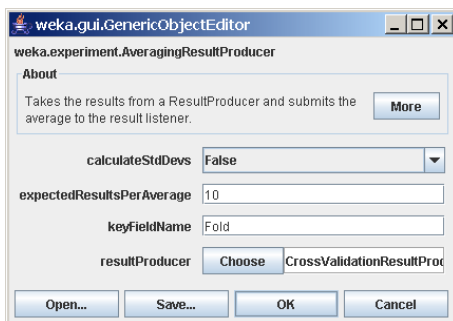 weka.gui.GenericObjectEditor
weka.experiment.AveragingResultProducer
About
Takes the results from a ResultProducer and submits the
average to the result listener.
More
calculateStdDevs False
expectedResultsPerAverage 10
keyFieldName Fold
resultProducer Choose CrossValidationResultProd
Open... Save... OK Cancel